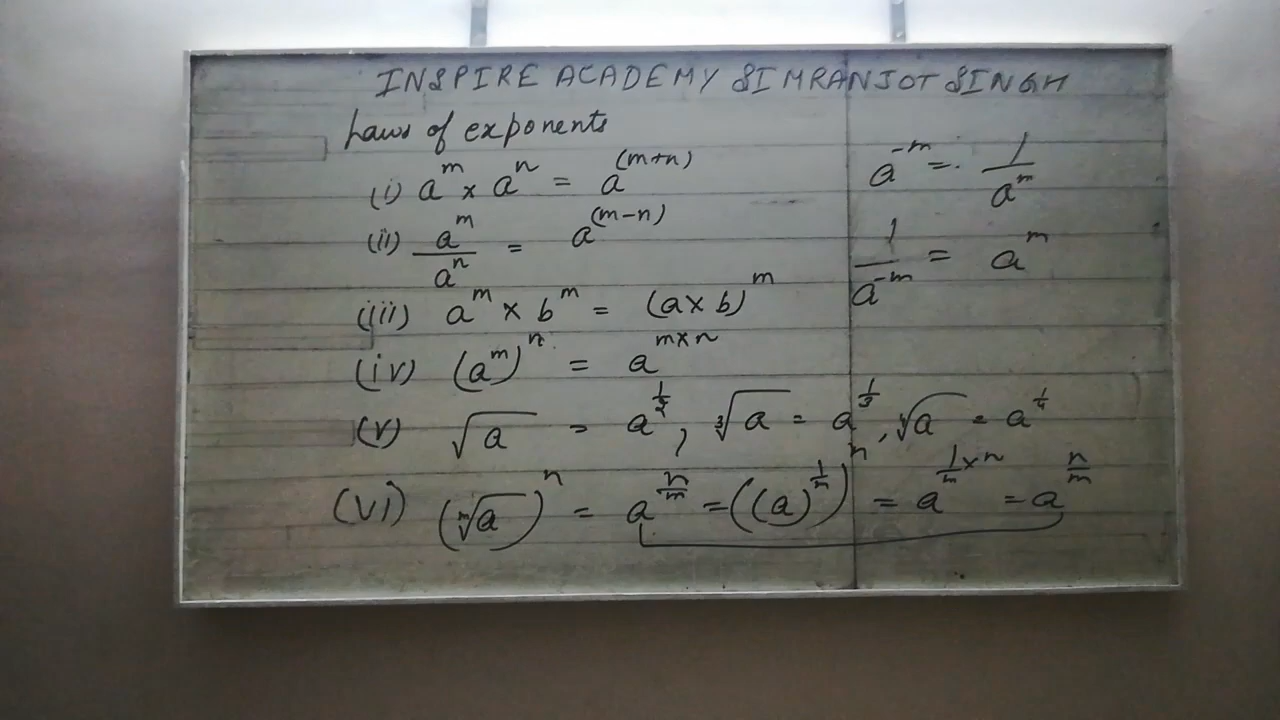 INSPIRE ACADEMY SIMRANJOT SINGH
Laws of exponents
(i) a^m × a^n = a^(m+n)
a^-m = 1/a^m
(ii) a^m/a^n = a^(m-n)
1/a^-m = a^m
(iii) a^m × b^m = (a×b)^m
(iv) (a^m)^n = a^m×n
(v) √a = a^1/2, ∛a = a^1/3, ∜a = a^1/4
(vi) (ᵐ√a)^n = a^n/m = ((a)^1/m)^n = a^1/m×n = a^n/m